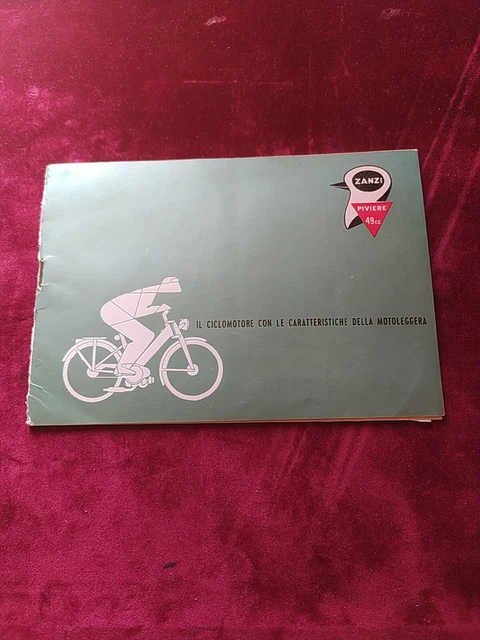 ZANZI
PIVIERE
49cc
IL CICLOMOTORE CON LE CARATTERISTICHE DELLA MOTOLEGGERA